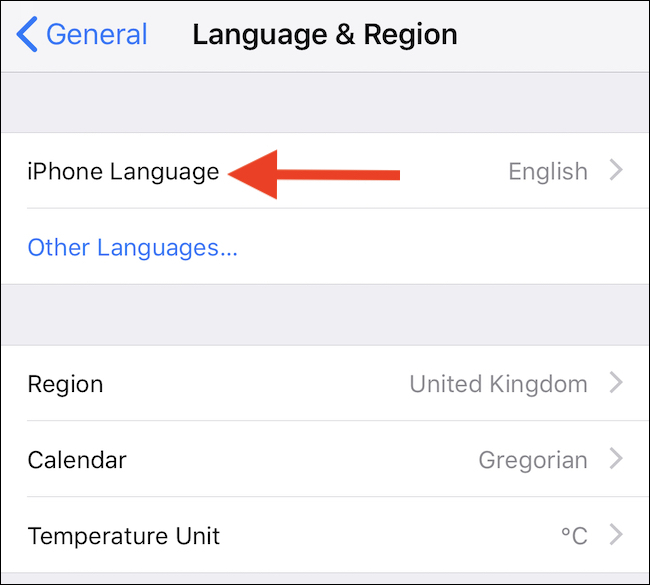 General Language & Region
iPhone Language English
Other Languages...
Region United Kingdom
Calendar Gregorian
Temperature Unit °C